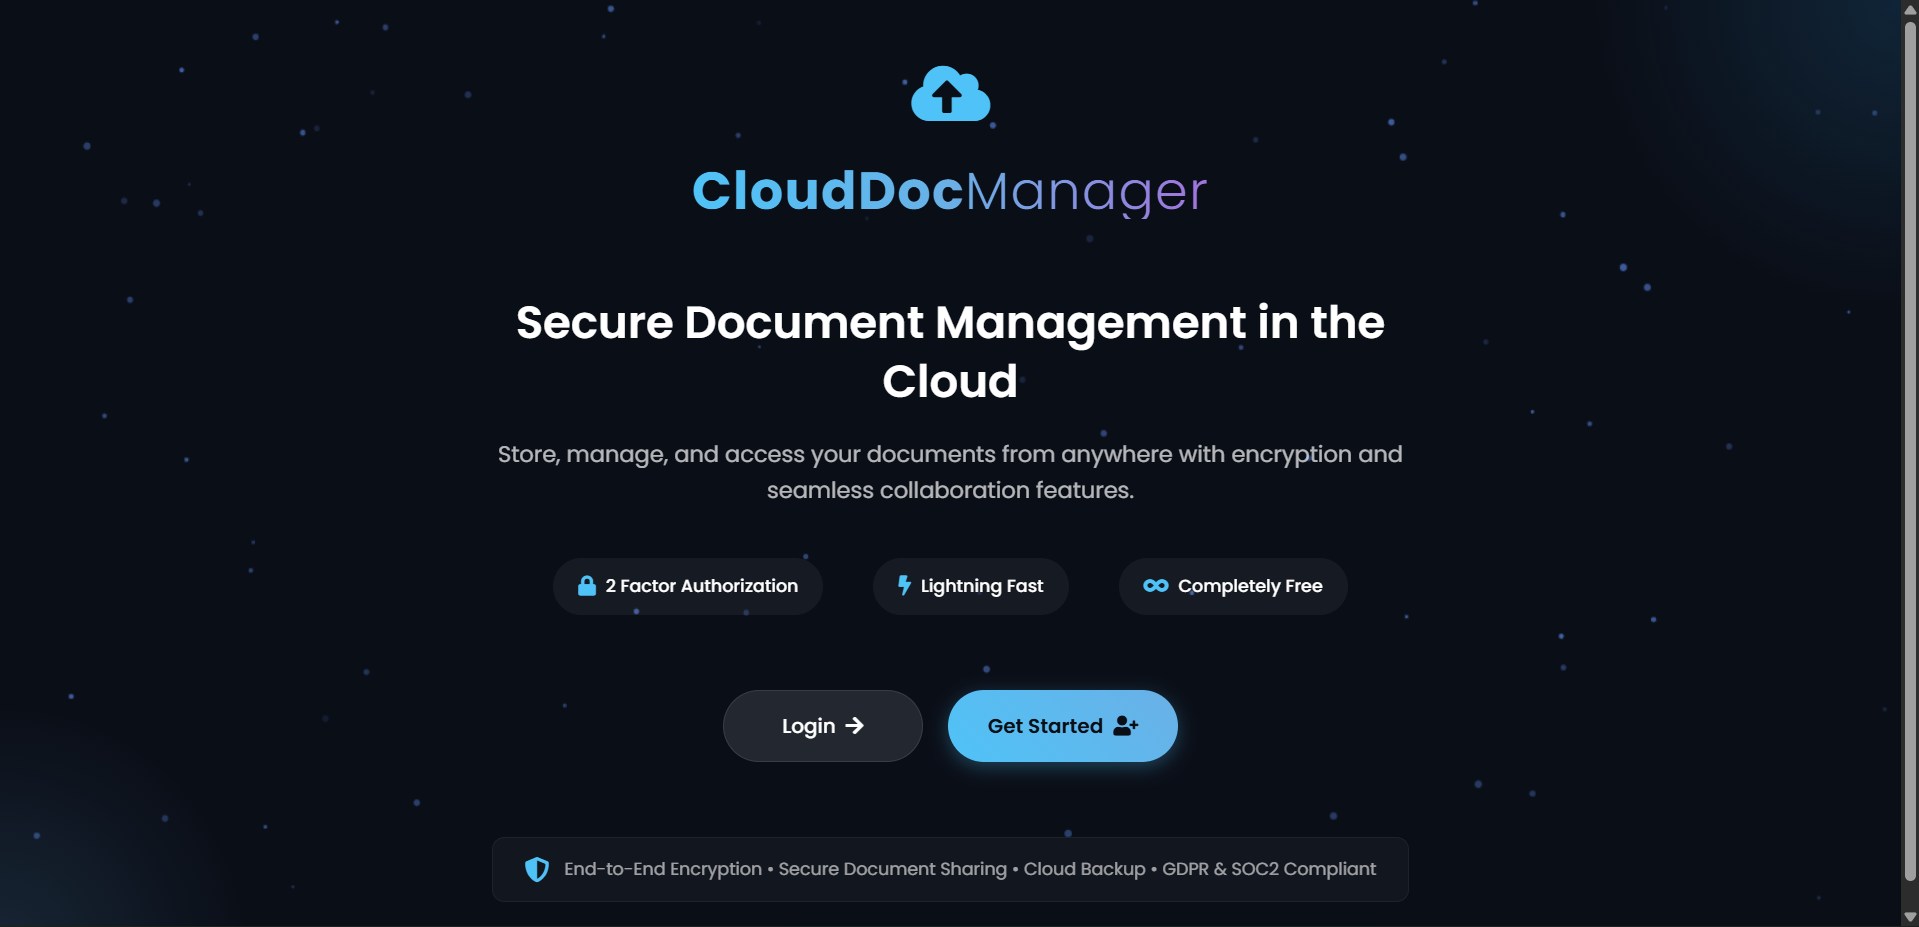 CloudDocManager
Secure Document Management in the
Cloud
Store, manage, and access your documents from anywhere with encryption and
seamless collaboration features.
2 Factor Authorization
Lightning Fast
Completely Free
Login
Get Started
End-to-End Encryption • Secure Document Sharing • Cloud Backup • GDPR & SOC2 Compliant